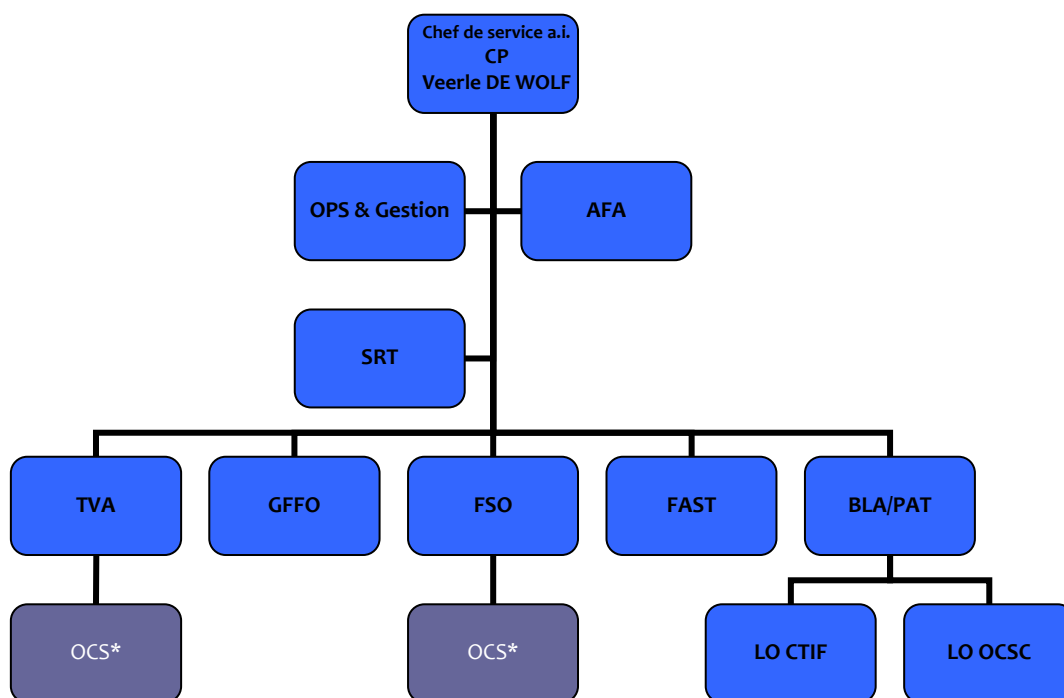 Chef de service a.i.
CP
Veerle DE WOLF
OPS & Gestion
AFA
SRT
TVA
GFFO
FSO
FAST
BLA/PAT
OCS*
OCS*
LO CTIF
LO OCSC